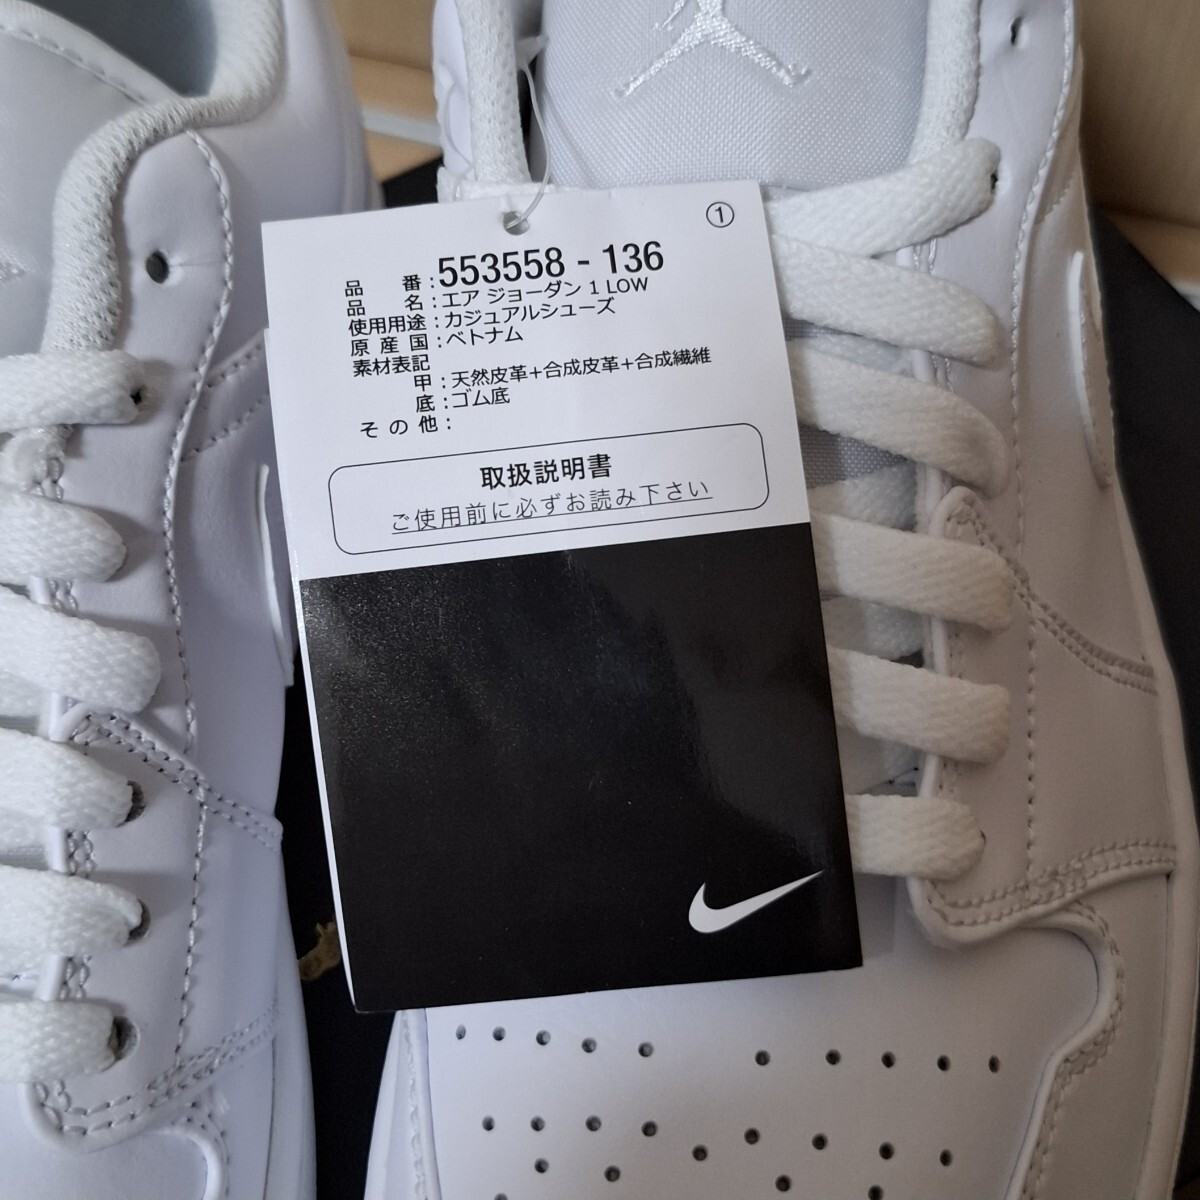 ①
品番:553558 - 136
品名:エア ジョーダン 1 LOW
使用用途:カジュアルシューズ
原産国:ベトナム
素材表記
甲:天然皮革+合成皮革+合成繊維
底:ゴム底
その他:
取扱説明書
ご使用前に必ずお読み下さい